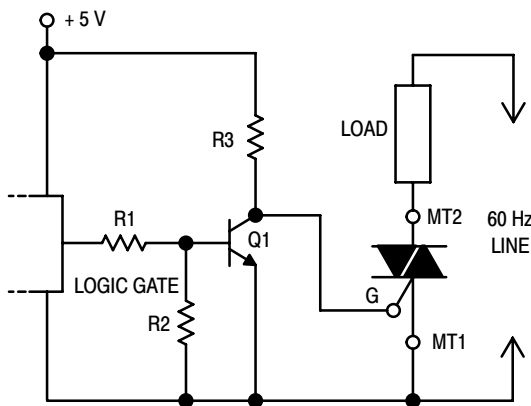 + 5 V
R3
LOAD
R1
Q1
MT2
60 Hz
LINE
LOGIC GATE
G
R2
MT1